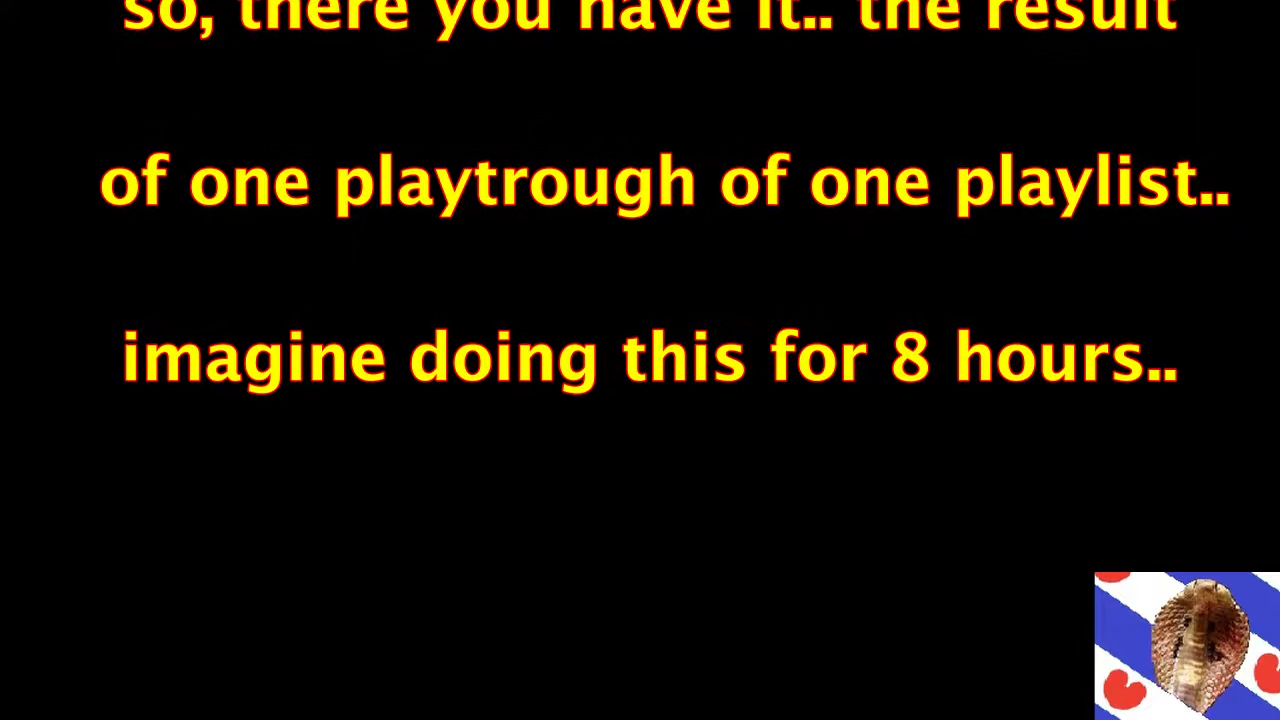 so, there you have it.. the result
of one playtrough of one playlist..
imagine doing this for 8 hours..